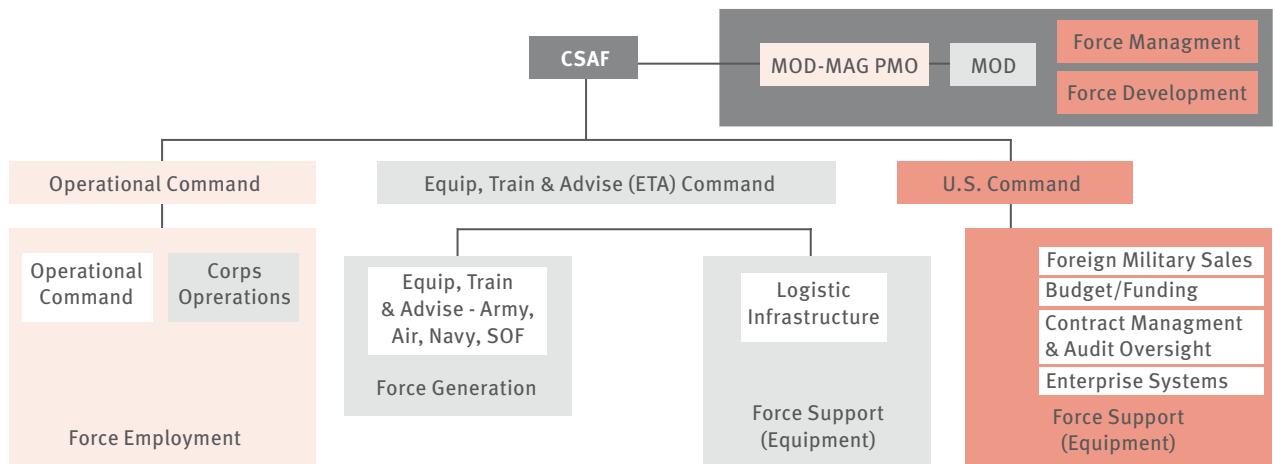 CSAF
MOD-MAG PMO
MOD
Force Managment
Force Development
Operational Command
Equip, Train & Advise (ETA) Command
U.S. Command
Operational
Command
Corps
Oprerations
Force Employment
Equip, Train
& Advise - Army,
Air, Navy, SOF
Force Generation
Logistic
Infrastructure
Force Support
(Equipment)
Foreign Military Sales
Budget/Funding
Contract Managment
& Audit Oversight
Enterprise Systems
Force Support
(Equipment)